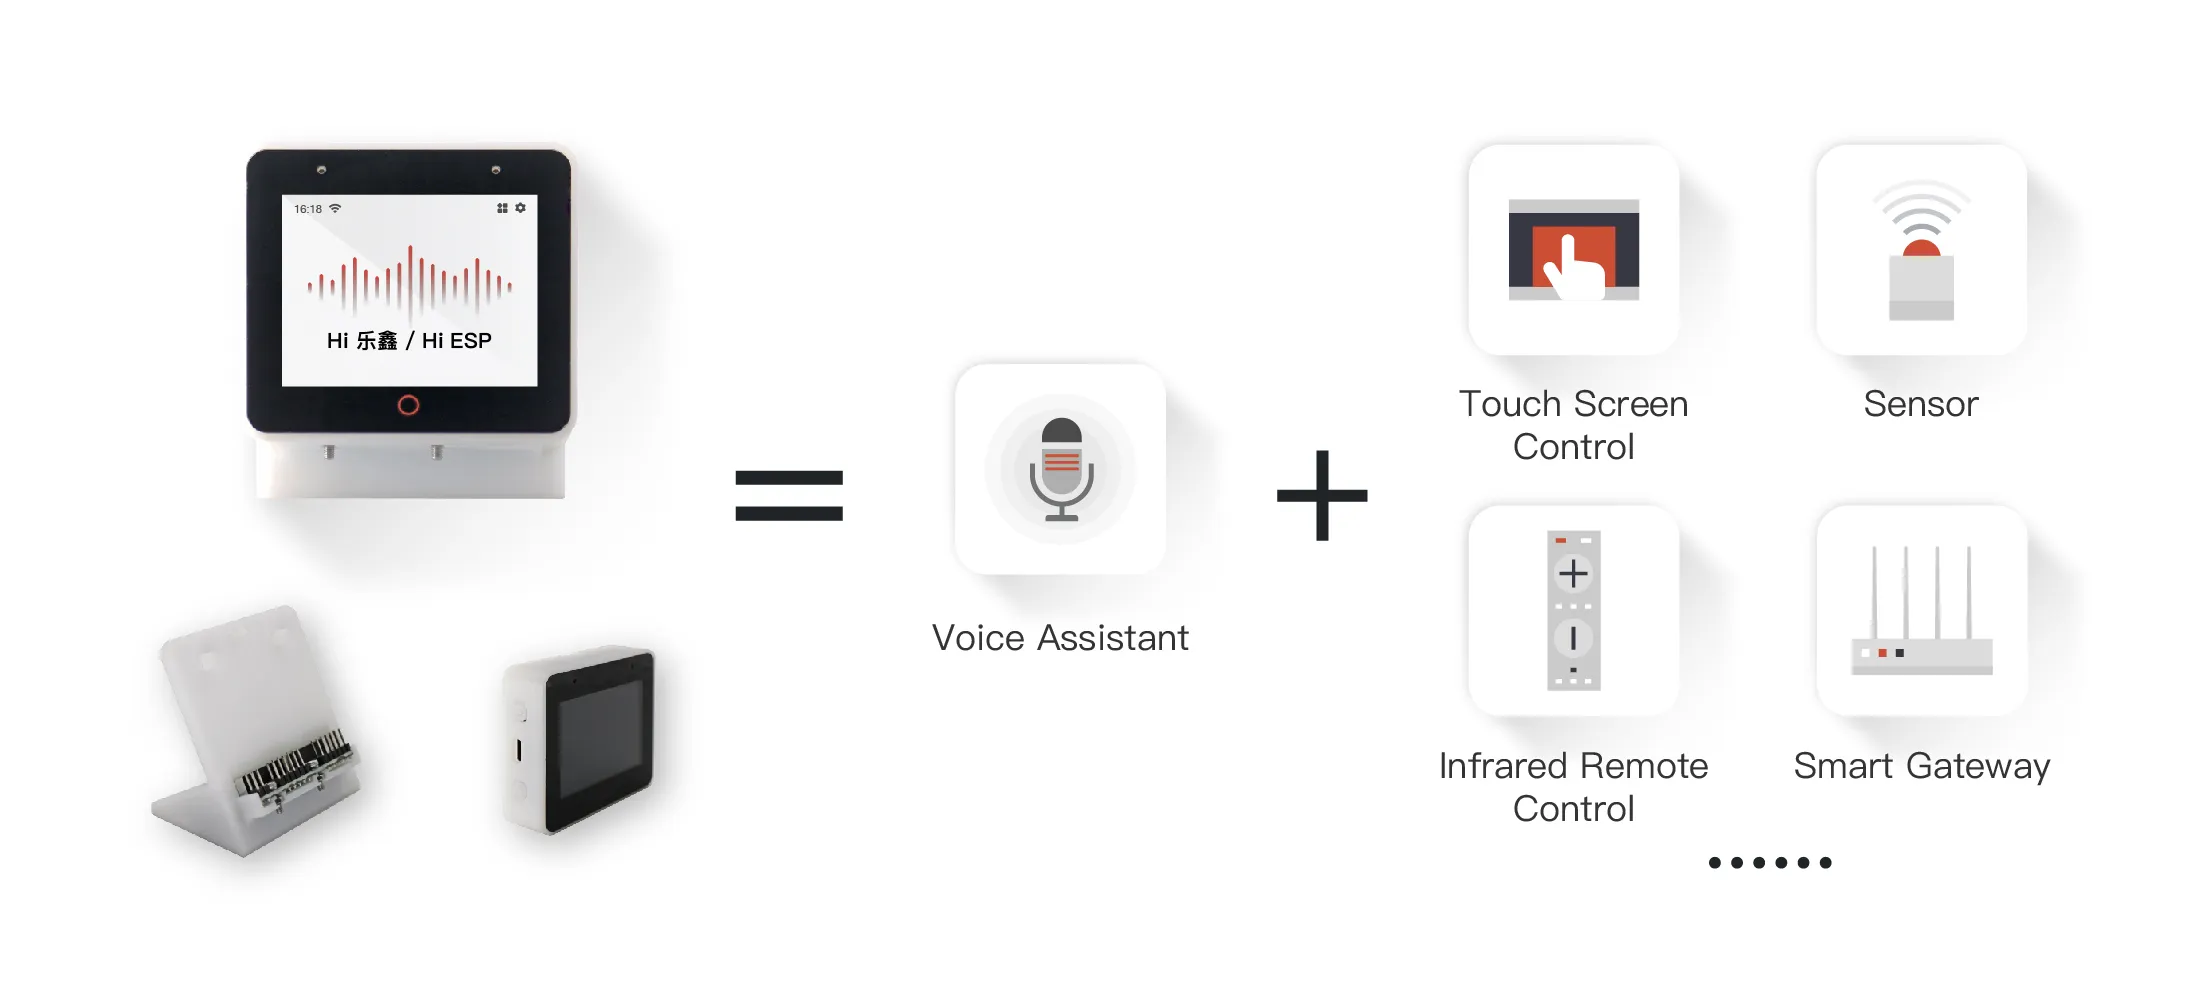 16:18
Hi 乐鑫 / Hi ESP
Voice Assistant
Touch Screen
Control
Sensor
Infrared Remote
Control
Smart Gateway
......